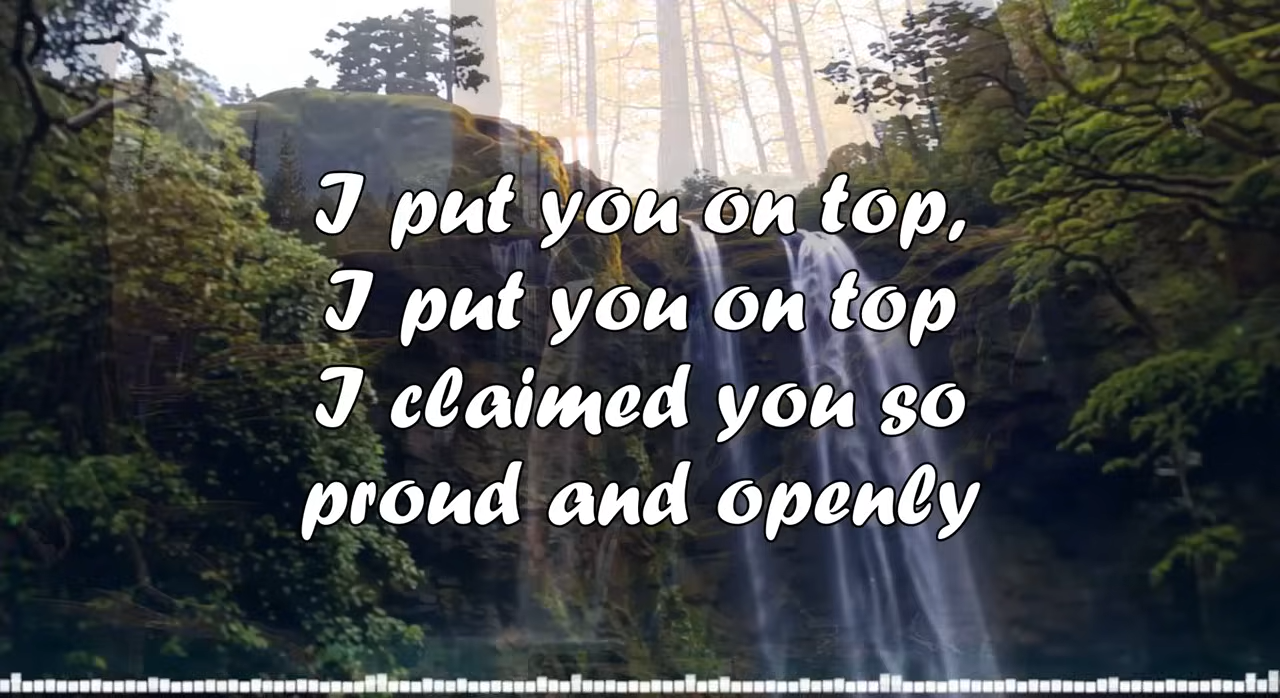 I put you on top,
I put you on top
I claimed you so
proud and openly